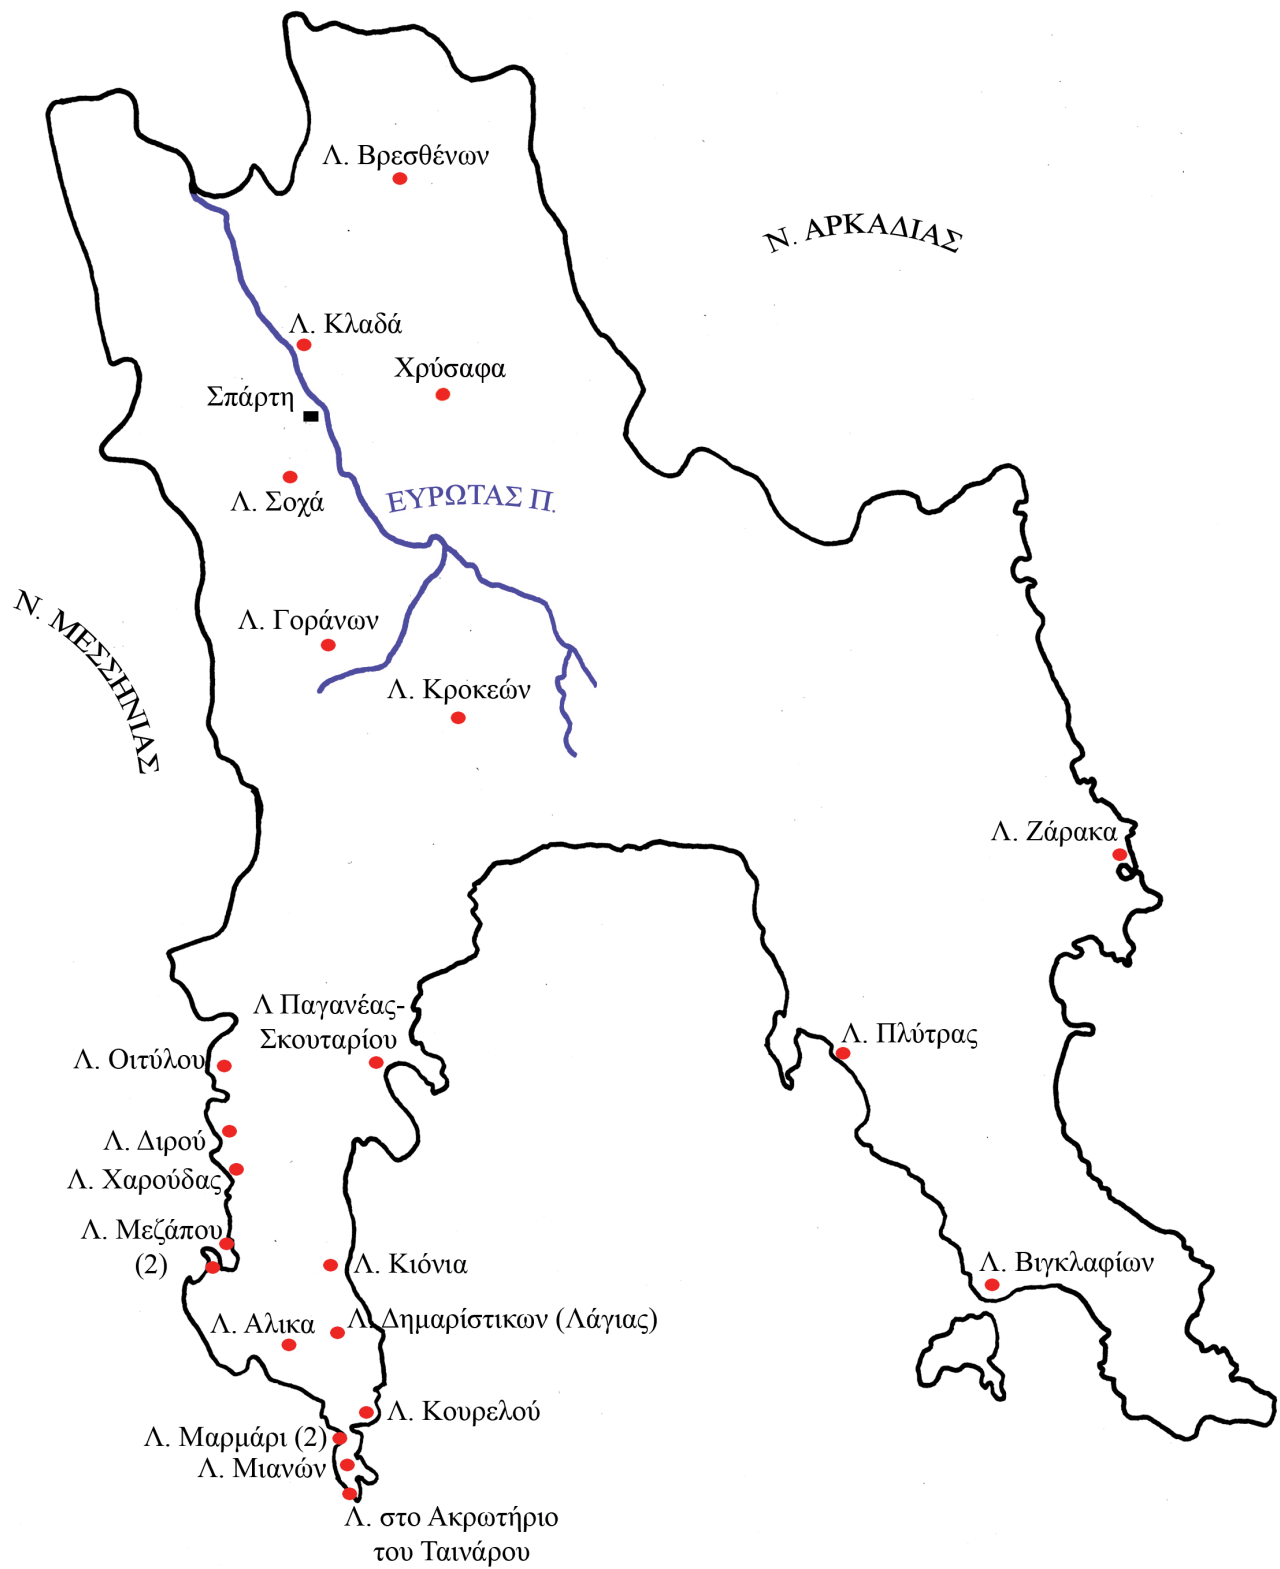 Λ. Βρεσθένων
Ν. ΑΡΚΑΔΙΑΣ
Λ. Κλαδά
Χρύσαφα
Σπάρτη
Λ. Σοχά
ΕΥΡΩΤΑΣ Π.
Ν. ΜΕΣΣΗΝΙΑΣ
Λ. Γοράνων
Λ. Κροκεών
Λ. Ζάρακα
Λ Παγανέας-
Σκουταρίου
Λ. Πλύτρας
Λ. Οιτύλου
Λ. Διρού
Λ. Χαρούδας
Λ. Μεζάπου
(2)
Λ. Κιόνια
Λ. Βιγκλαφίων
Λ. Αλικα
Λ. Δημαρίστικων (Λάγιας)
Λ. Κουρελού
Λ. Μαρμάρι (2)
Λ. Μιανών
Λ. στο Ακρωτήριο
του Ταινάρου